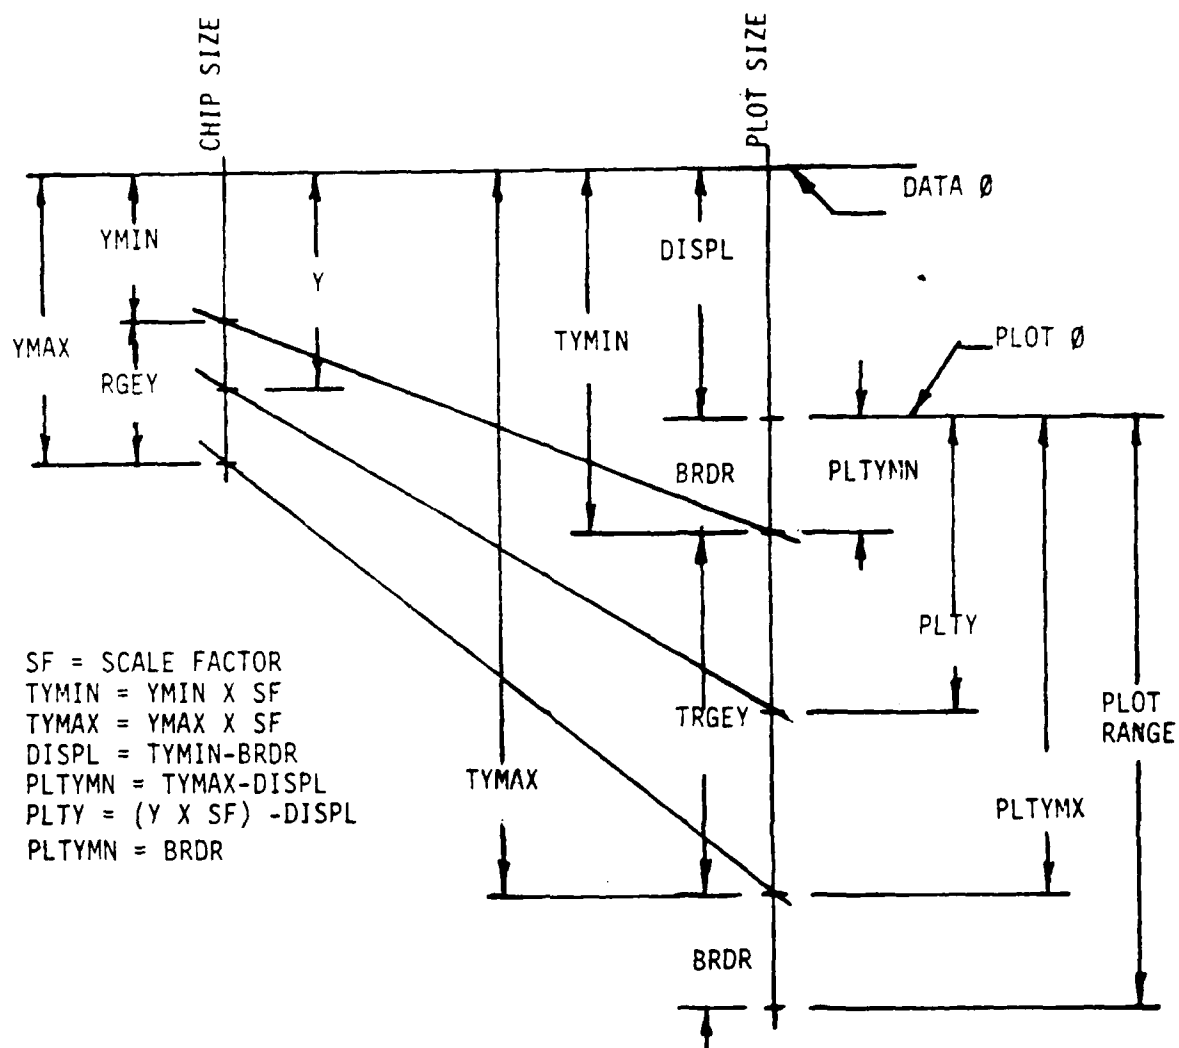 CHIP SIZE
PLOT SIZE
DATA Ø
YMIN
DISPL
Y
TYMIN
PLOT Ø
YMAX
RGEY
BRDR
PLTYMN
PLTY
SF = SCALE FACTOR
TYMIN = YMIN X SF
TYMAX = YMAX X SF
DISPL = TYMIN-BRDR
PLTYMN = TYMAX-DISPL
PLTY = (Y X SF) -DISPL
PLTYMN = BRDR
TRGEY
PLOT
RANGE
TYMAX
PLTYMX
BRDR